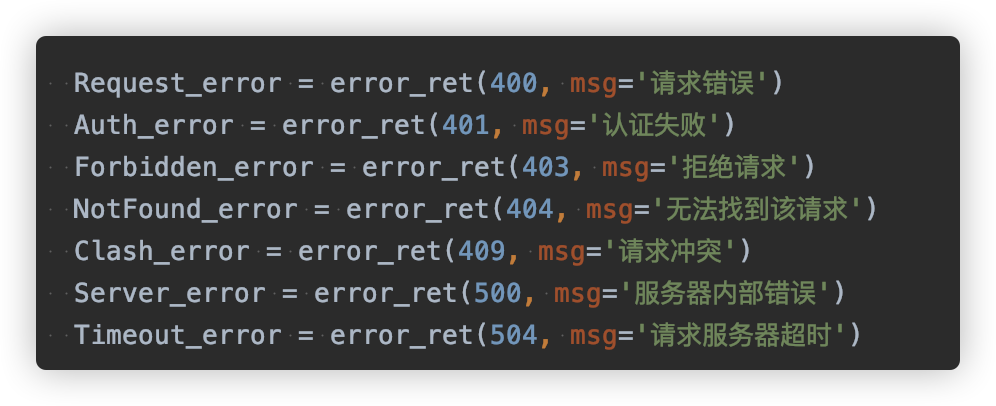 Request_error = error_ret(400, msg='请求错误')
Auth_error = error_ret(401, msg='认证失败')
Forbidden_error = error_ret(403, msg='拒绝请求')
NotFound_error = error_ret(404, msg='无法找到该请求')
Clash_error = error_ret(409, msg='请求冲突')
Server_error = error_ret(500, msg='服务器内部错误')
Timeout_error = error_ret(504, msg='请求服务器超时')